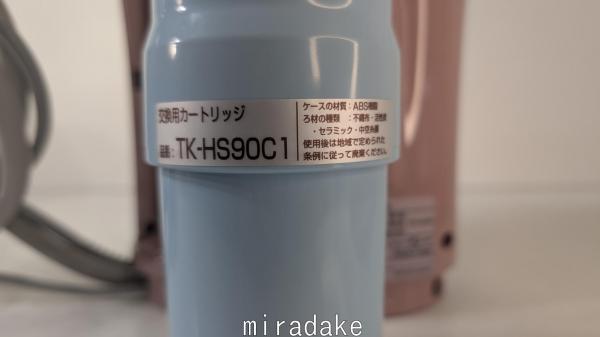 交換用カートリッジ
品番: TK-HS90C1
ケースの材質：ABS樹脂
ろ材の種類　：不織布・活性炭
・セラミック・中空糸膜
使用後は地域で定められた
条例に従って廃棄ください。
miradake